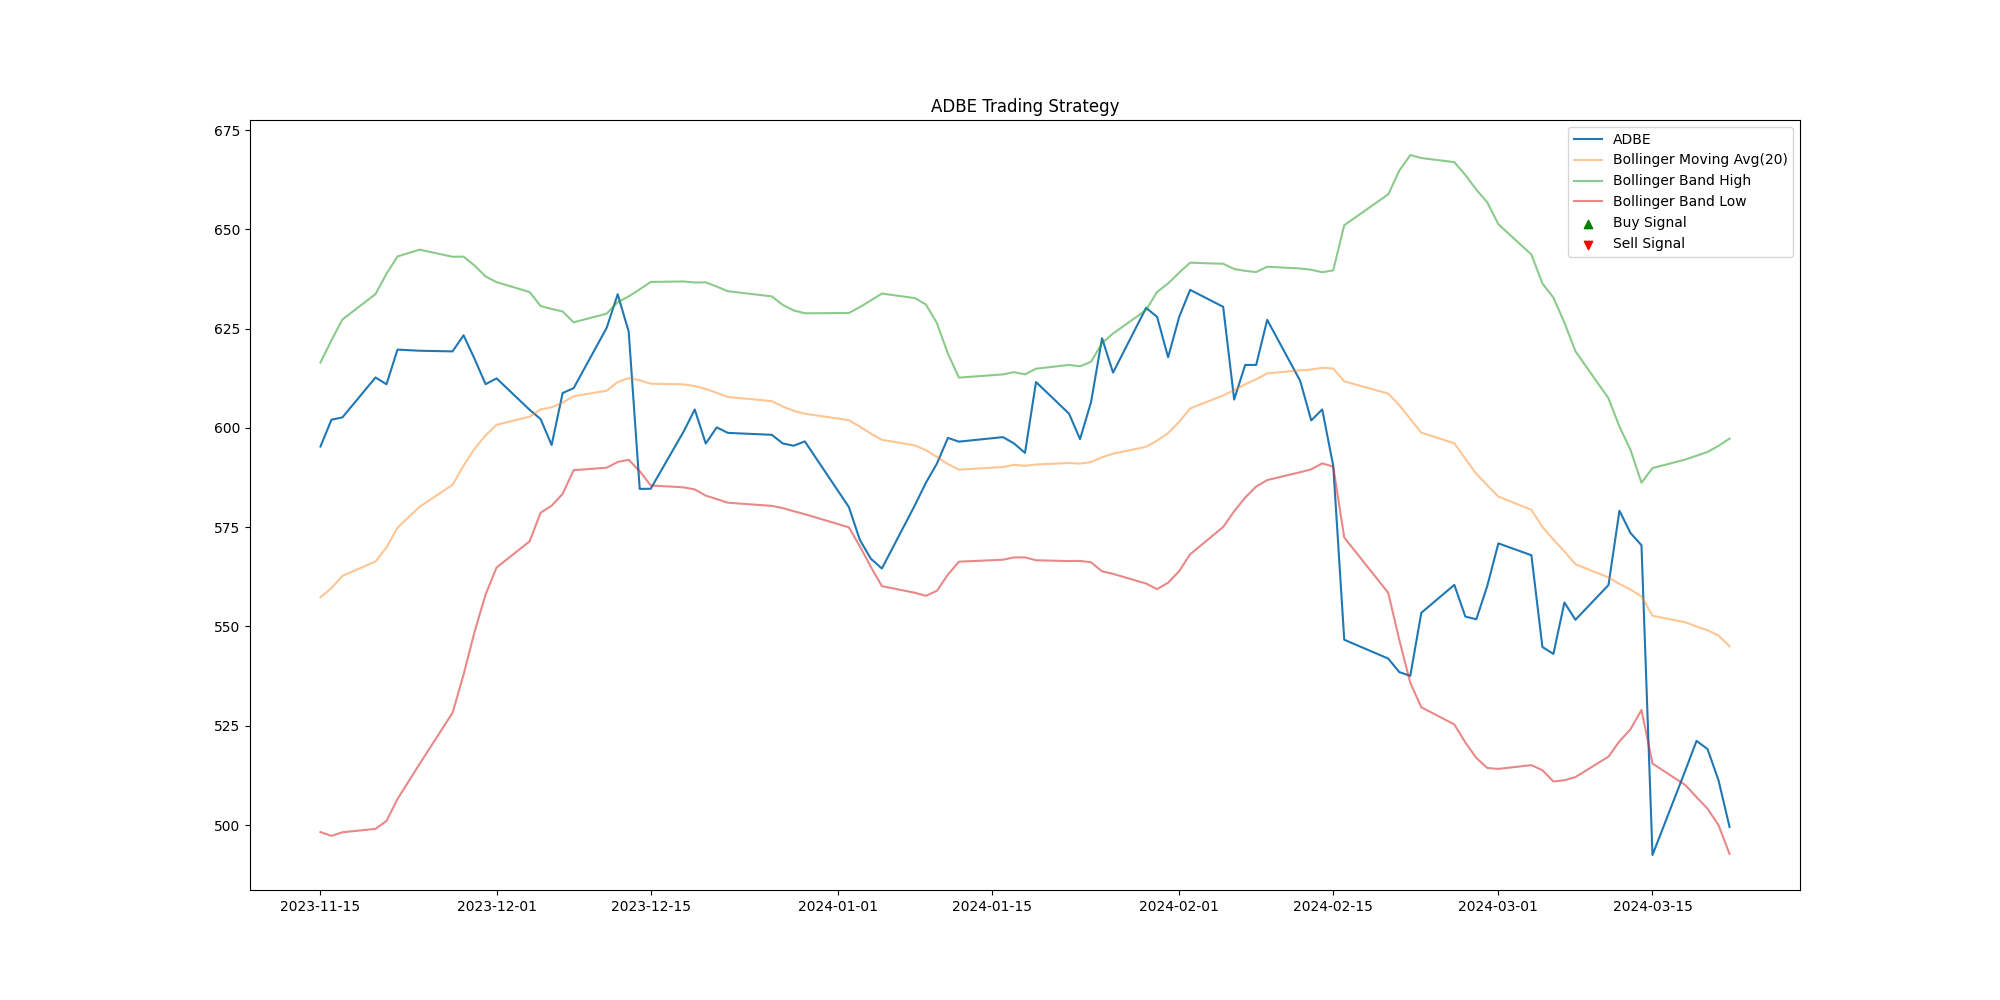 ADBE Trading Strategy
675
650
625
600
575
550
525
500
ADBE
Bollinger Moving Avg(20)
Bollinger Band High
Bollinger Band Low
Buy Signal
Sell Signal
2023-11-15
2023-12-01
2023-12-15
2024-01-01
2024-01-15
2024-02-01
2024-02-15
2024-03-01
2024-03-15